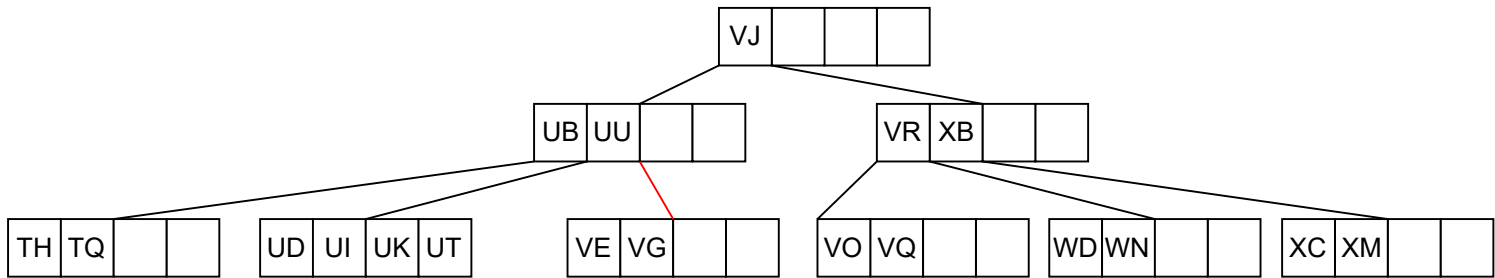 VJ
UB UU VR XB
TH TQ UD UI UK UT VE VG VO VQ WD WN XC XM